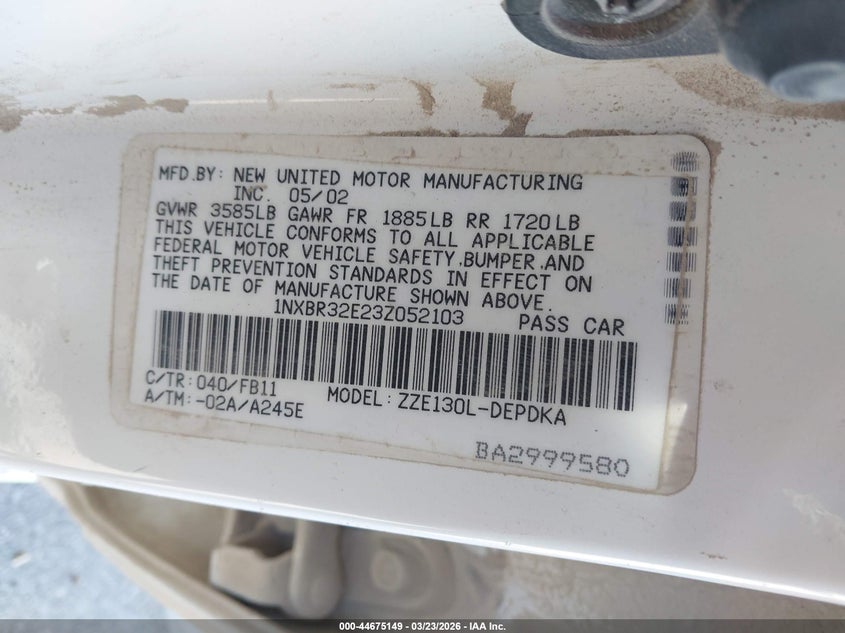 MFD.BY: NEW UNITED MOTOR MANUFACTURING
INC. 05/02
GVWR 3585LB GAWR FR 1885LB RR 1720LB
THIS VEHICLE CONFORMS TO ALL APPLICABLE
FEDERAL MOTOR VEHICLE SAFETY,BUMPER,AND
THEFT PREVENTION STANDARDS IN EFFECT ON
THE DATE OF MANUFACTURE SHOWN ABOVE.
1NXBR32E23Z052103 PASS CAR
C/TR:040/FB11 MODEL:ZZE130L-DEPDKA
A/TM:-02A/A245E
BA2999580
000-44675149 - 03/23/2026 - IAA Inc.